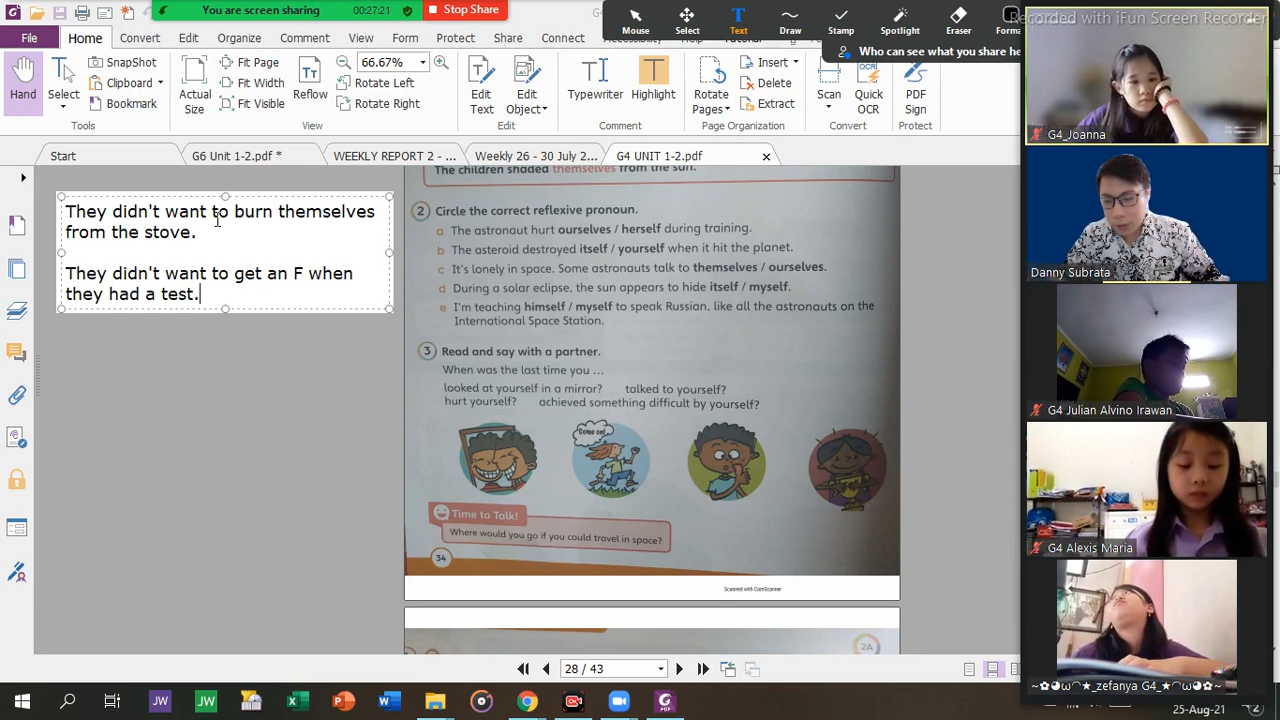 You are screen sharing
00:27:21
Stop Share
Mouse
Select
Text
Draw
Stamp
Spotlight
Eraser
Recorded with iFun Screen Recorder
Who can see what you share he
File
Home
Convert
Edit
Organize
Comment
View
Form
Protect
Share
Connect
Hand
Select
SnapShot
Clipboard
Bookmark
Tools
Actual Size
Fit Page
Fit Width
Fit Visible
Reflow
66.67%
Rotate Left
Rotate Right
View
Edit Text
Edit Object
Edit
Typewriter
Highlight
Comment
Rotate Pages
Insert
Delete
Extract
Page Organization
Scan
Quick OCR
Convert
PDF Sign
Protect
Start
G6 Unit 1-2.pdf *
WEEKLY REPORT 2 - ...
Weekly 26 - 30 July 2...
G4 UNIT 1-2.pdf
They didn't want to burn themselves
from the stove.
They didn't want to get an F when
they had a test.
The children shaded themselves from the sun.
2 Circle the correct reflexive pronoun.
a The astronaut hurt ourselves / herself during training.
b The asteroid destroyed itself / yourself when it hit the planet.
c It's lonely in space. Some astronauts talk to themselves / ourselves.
d During a solar eclipse, the sun appears to hide itself / myself.
e I'm teaching himself / myself to speak Russian, like all the astronauts on the
International Space Station.
3 Read and say with a partner.
When was the last time you ...
looked at yourself in a mirror? talked to yourself?
hurt yourself? achieved something difficult by yourself?
Come on!
Time to Talk!
Where would you go if you could travel in space?
34
Scanned with CamScanner
2A
28 / 43
G4_Joanna
Danny Subrata
G4 Julian Alvino Irawan
G4 Alexis Maria
~✿◕ω◠★_zefanya G4_★◠ω◕✿~
JW
JW
25-Aug-21
2